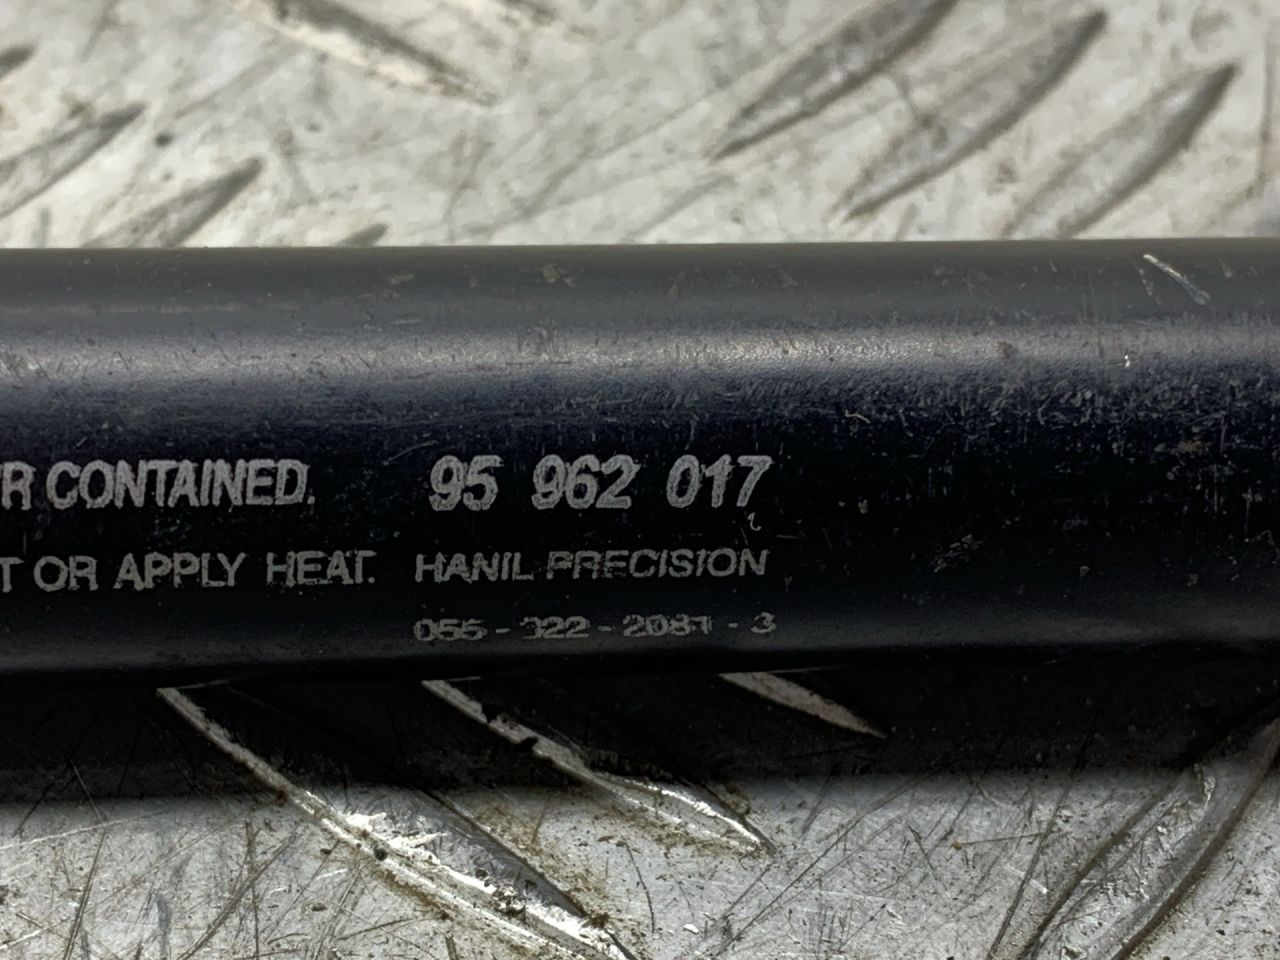 R CONTAINED. 95 962 017
T OR APPLY HEAT. HANIL PRECISION
055-322-2081 - 3